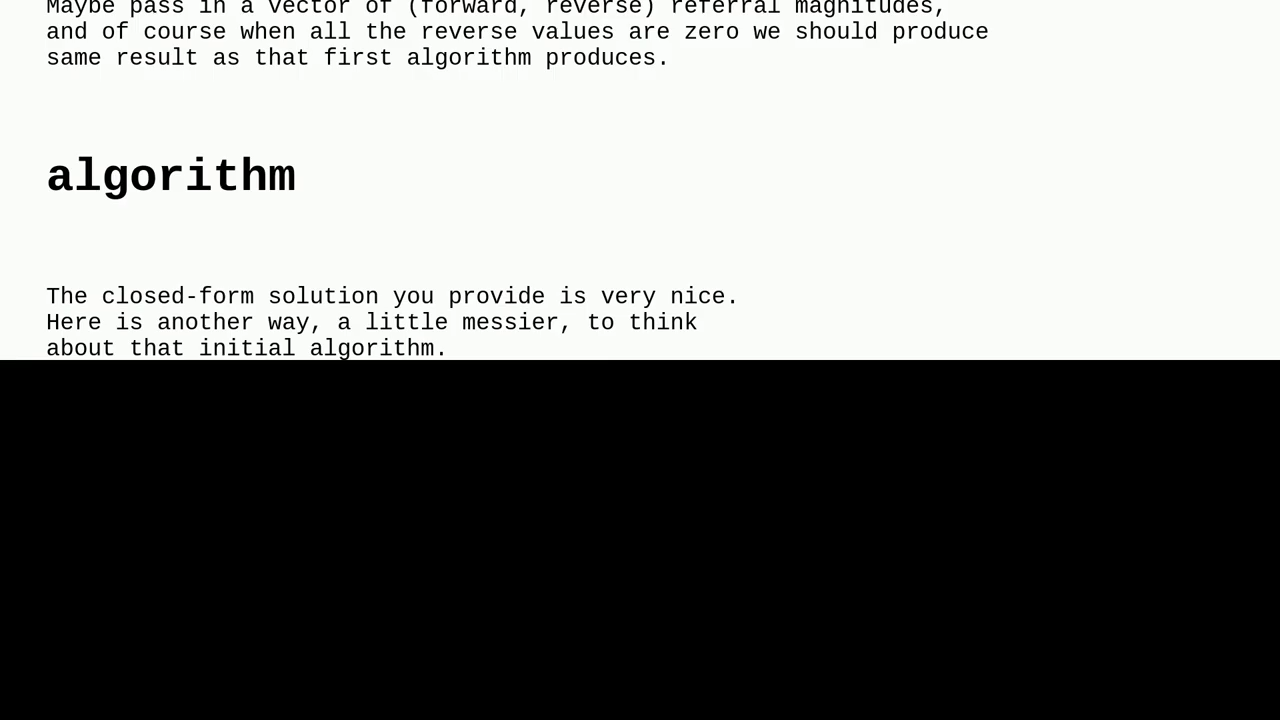 Maybe pass in a vector of (forward, reverse) referral magnitudes,
and of course when all the reverse values are zero we should produce
same result as that first algorithm produces.
algorithm
The closed-form solution you provide is very nice.
Here is another way, a little messier, to think
about that initial algorithm.